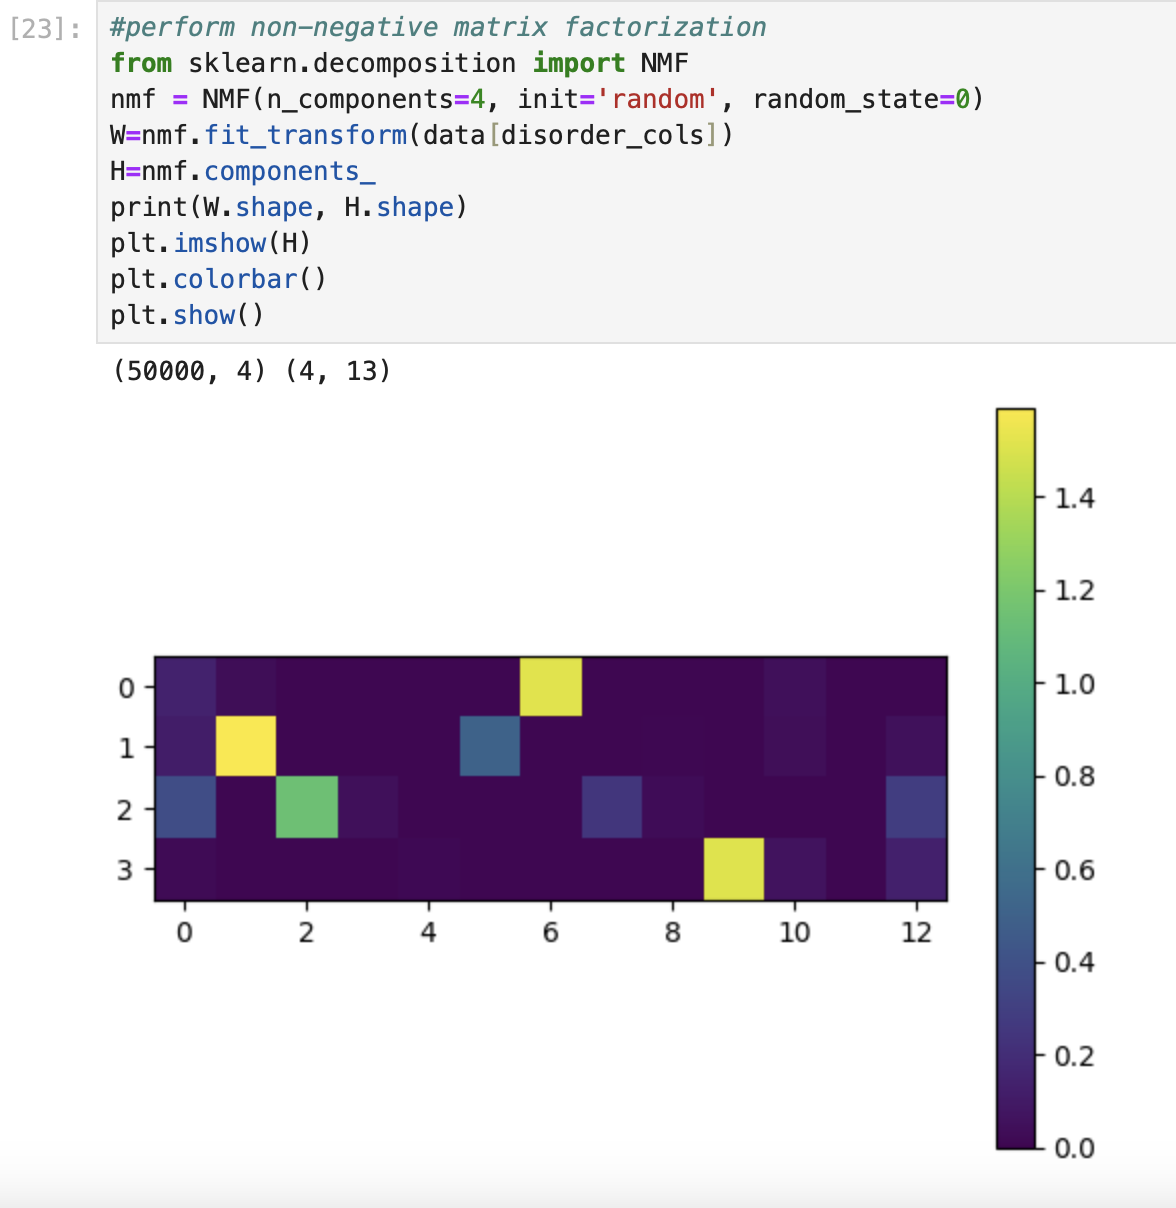 [23]: #perform non-negative matrix factorization
from sklearn.decomposition import NMF
nmf = NMF(n_components=4, init='random', random_state=0)
W=nmf.fit_transform(data[disorder_cols])
H=nmf.components_
print(W.shape, H.shape)
plt.imshow(H)
plt.colorbar()
plt.show()
(50000, 4) (4, 13)
1.4
1.2
1.0
0.8
0.6
0.4
0.2
0.0
0
1
2
3
0 2 4 6 8 10 12